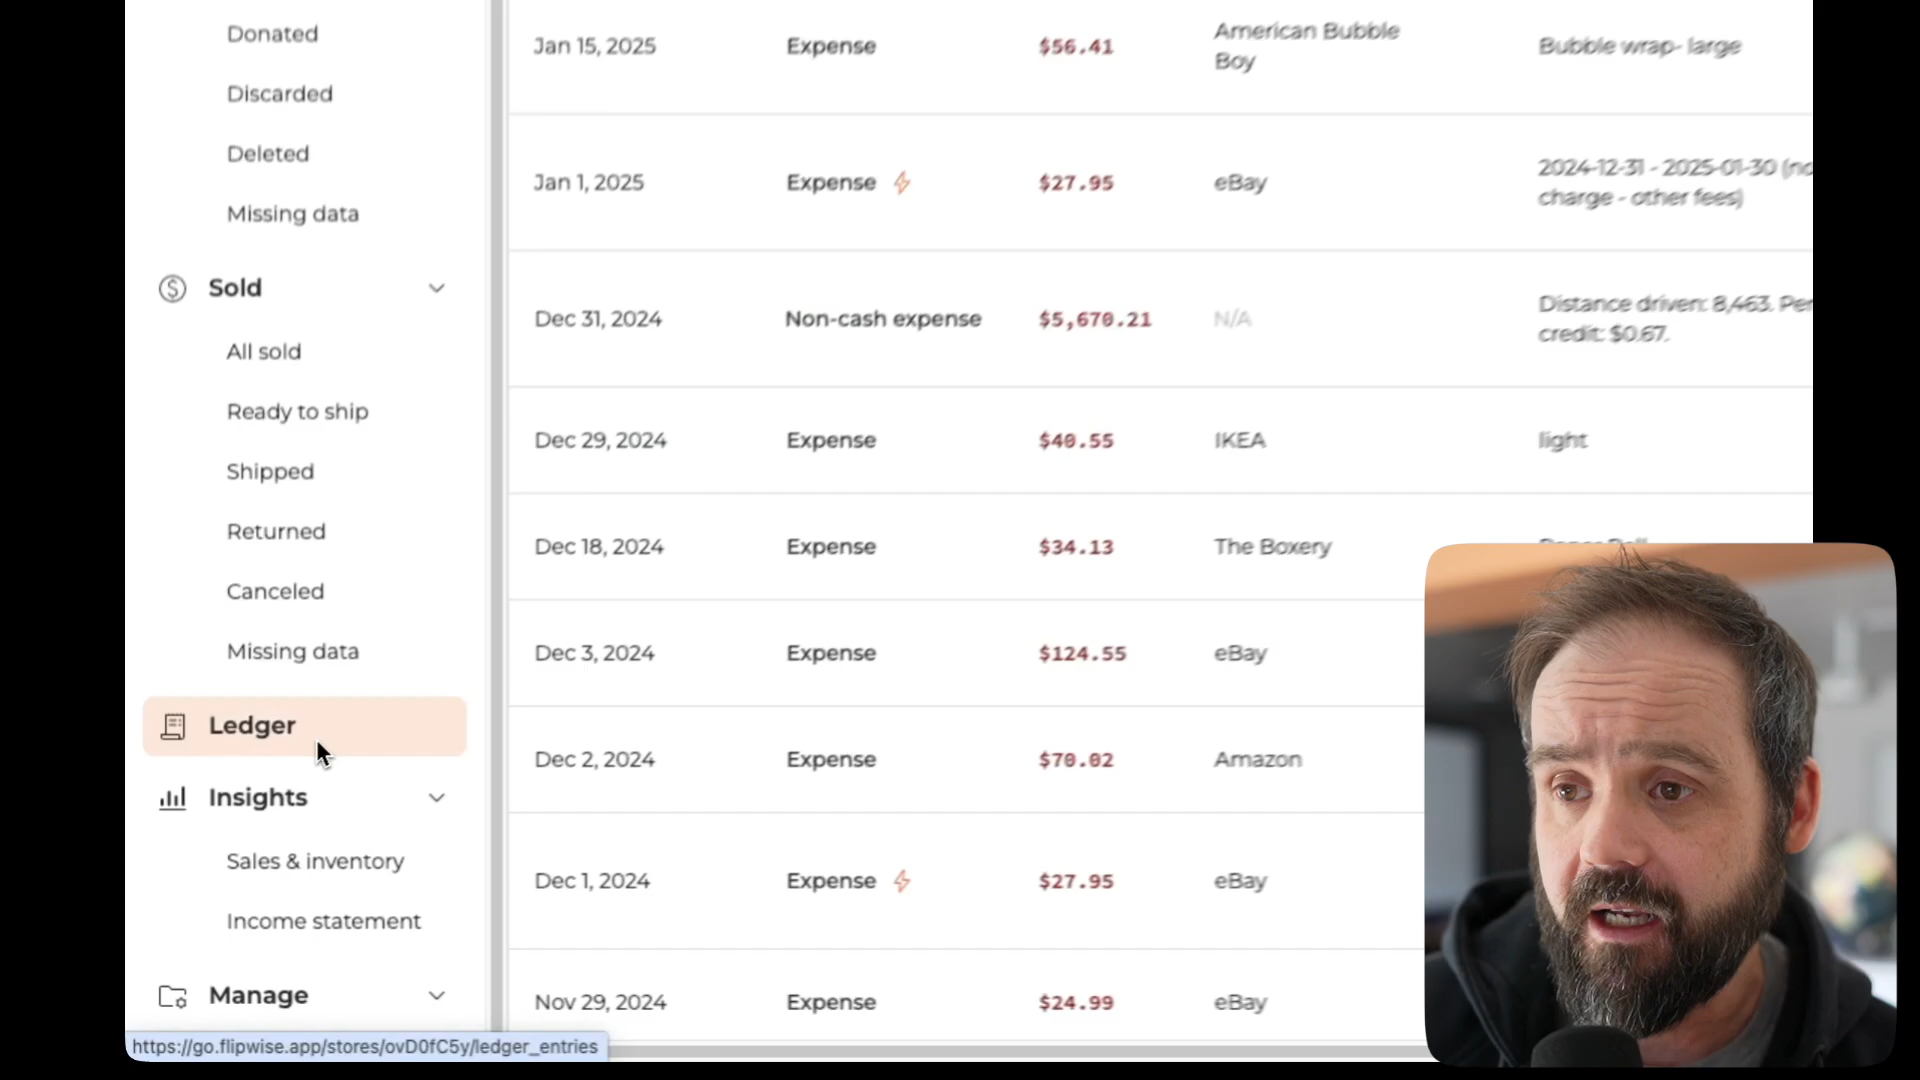 Donated
Discarded
Deleted
Missing data
Sold
All sold
Ready to ship
Shipped
Returned
Canceled
Missing data
Ledger
Insights
Sales & inventory
Income statement
Manage
https://go.flipwise.app/stores/ovD0fC5y/ledger_entries
Jan 15, 2025 Expense $56.41 American Bubble Boy Bubble wrap- large
Jan 1, 2025 Expense $27.95 eBay 2024-12-31 - 2025-01-30 (no
charge - other fees)
Dec 31, 2024 Non-cash expense $5,670.21 N/A Distance driven: 8,463. Per
credit: $0.67.
Dec 29, 2024 Expense $40.55 IKEA light
Dec 18, 2024 Expense $34.13 The Boxery
Dec 3, 2024 Expense $124.55 eBay
Dec 2, 2024 Expense $70.02 Amazon
Dec 1, 2024 Expense $27.95 eBay
Nov 29, 2024 Expense $24.99 eBay